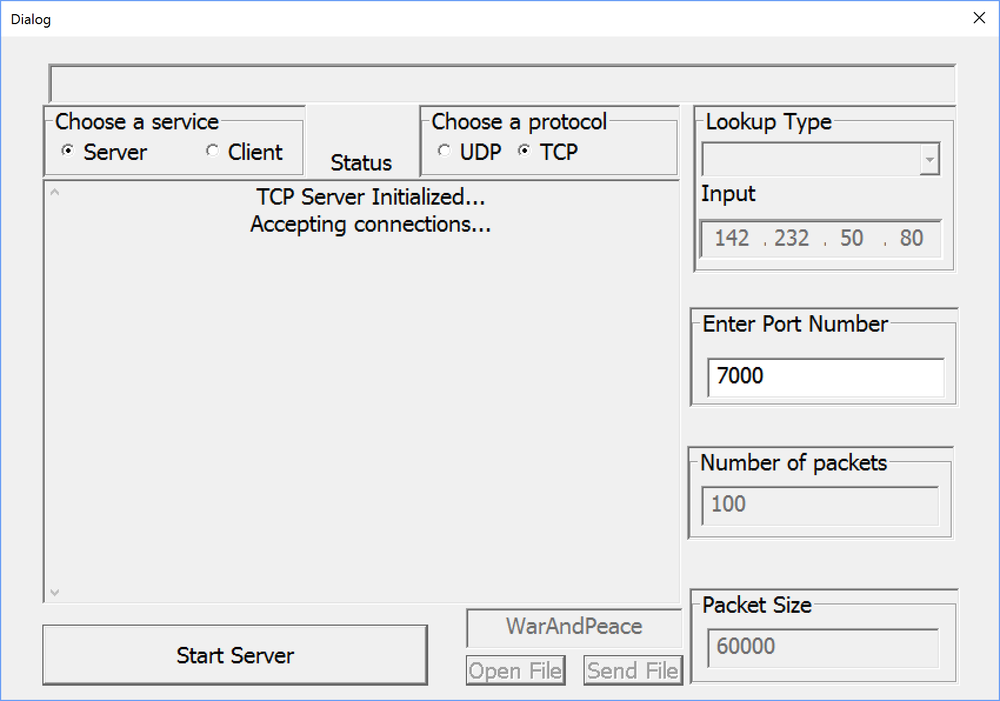 Dialog
Choose a service
Server Client
Status
Choose a protocol
UDP TCP
Lookup Type
TCP Server Initialized...
Accepting connections...
Input
142 . 232 . 50 . 80
Enter Port Number
7000
Number of packets
100
Packet Size
60000
WarAndPeace
Start Server
Open File Send File